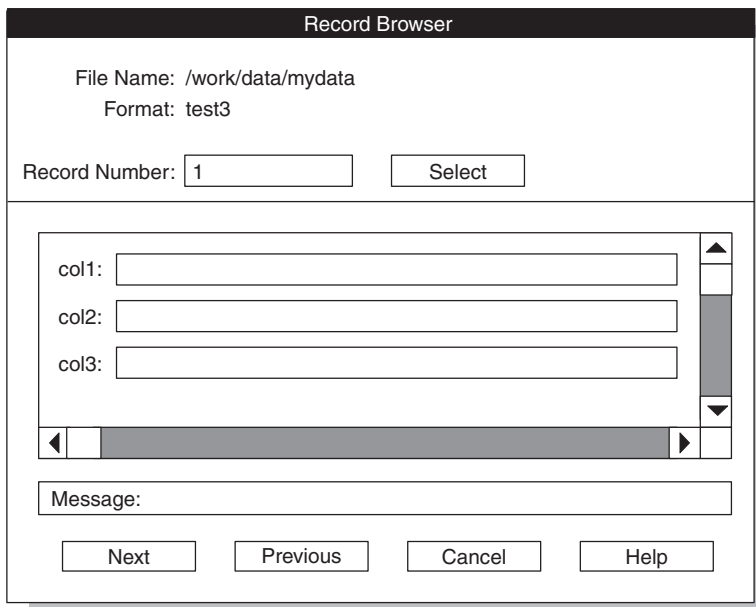 Record Browser
File Name: /work/data/mydata
Format: test3
Record Number: 1 Select
col1:
col2:
col3:
Message:
Next Previous Cancel Help